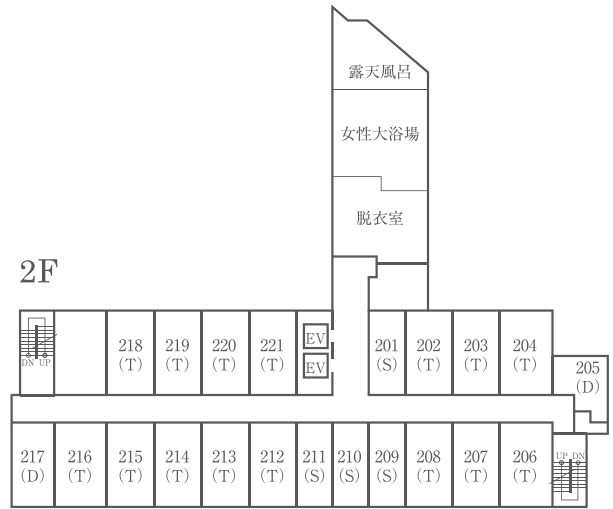 露天風呂
女性大浴場
脱衣室
2F
DN UP
218
(T)
219
(T)
220
(T)
221
(T)
EV
EV
201
(S)
202
(T)
203
(T)
204
(T)
205
(D)
217
(D)
216
(T)
215
(T)
214
(T)
213
(T)
212
(T)
211
(S)
210
(S)
209
(S)
208
(T)
207
(T)
206
(T)
UP DN